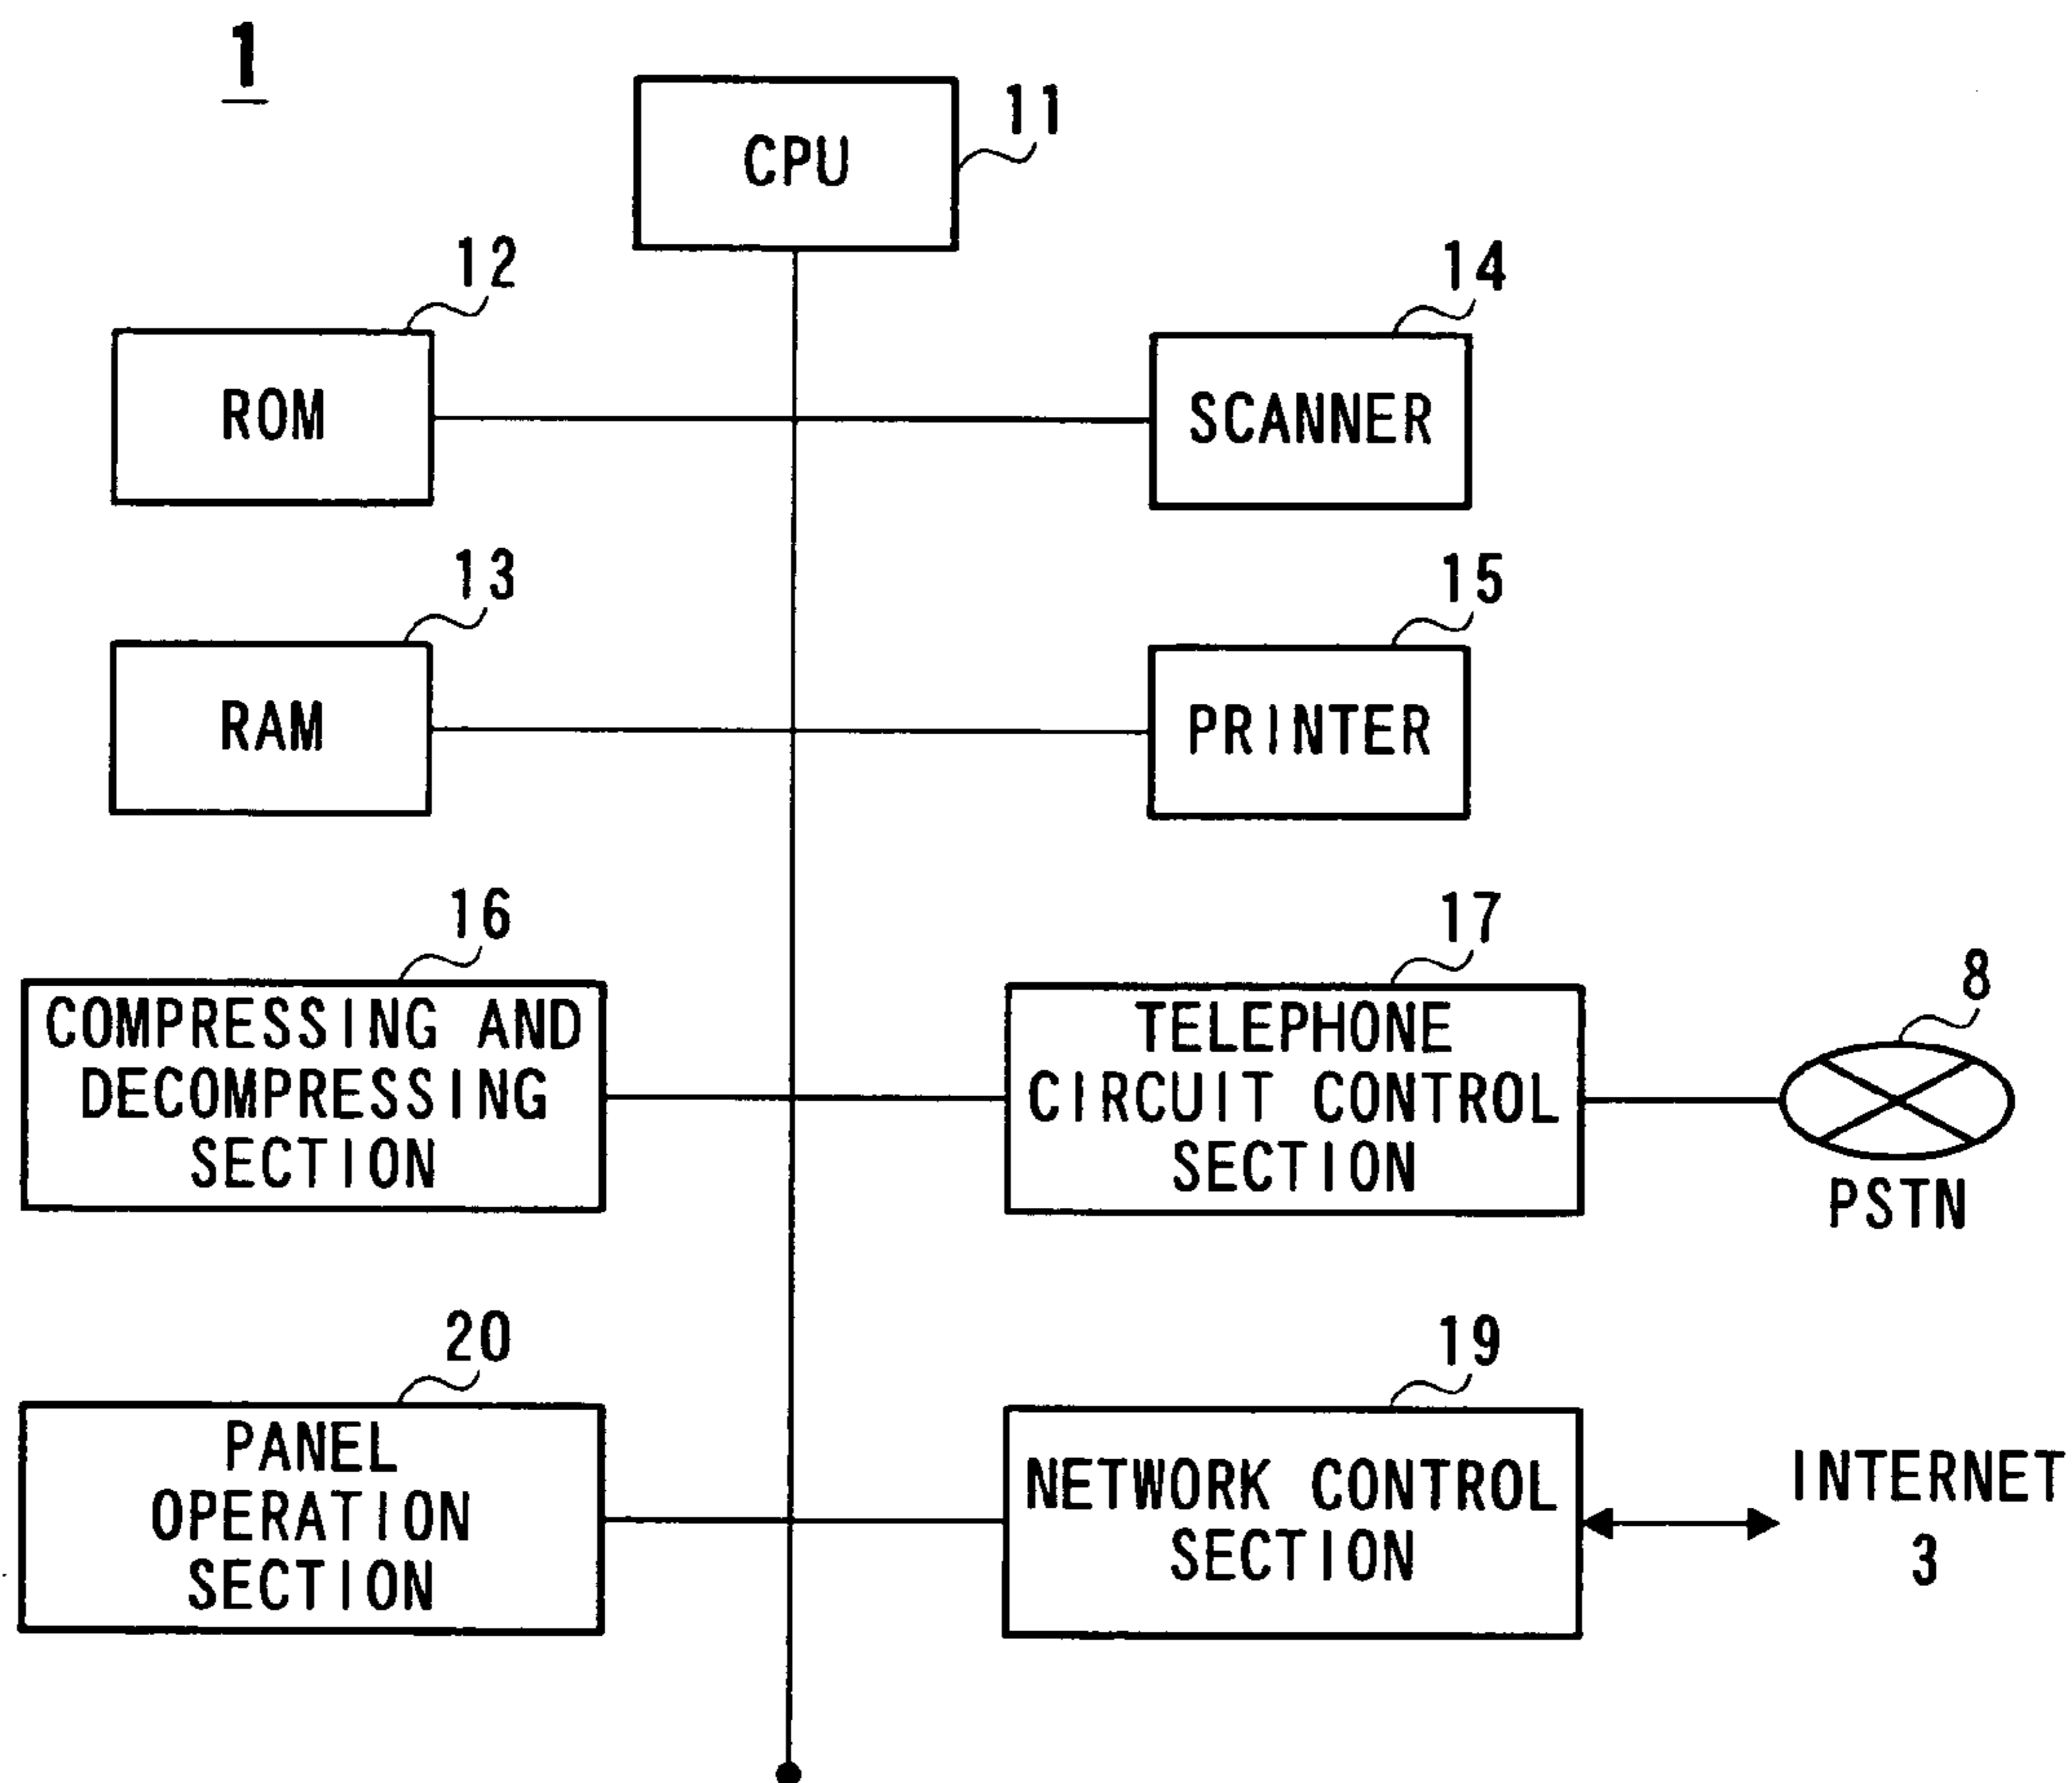 1
CPU
11
12
ROM
14
SCANNER
13
RAM
15
PRINTER
16
COMPRESSING AND
DECOMPRESSING
SECTION
17
TELEPHONE
CIRCUIT CONTROL
SECTION
8
PSTN
20
PANEL
OPERATION
SECTION
19
NETWORK CONTROL
SECTION
INTERNET
3